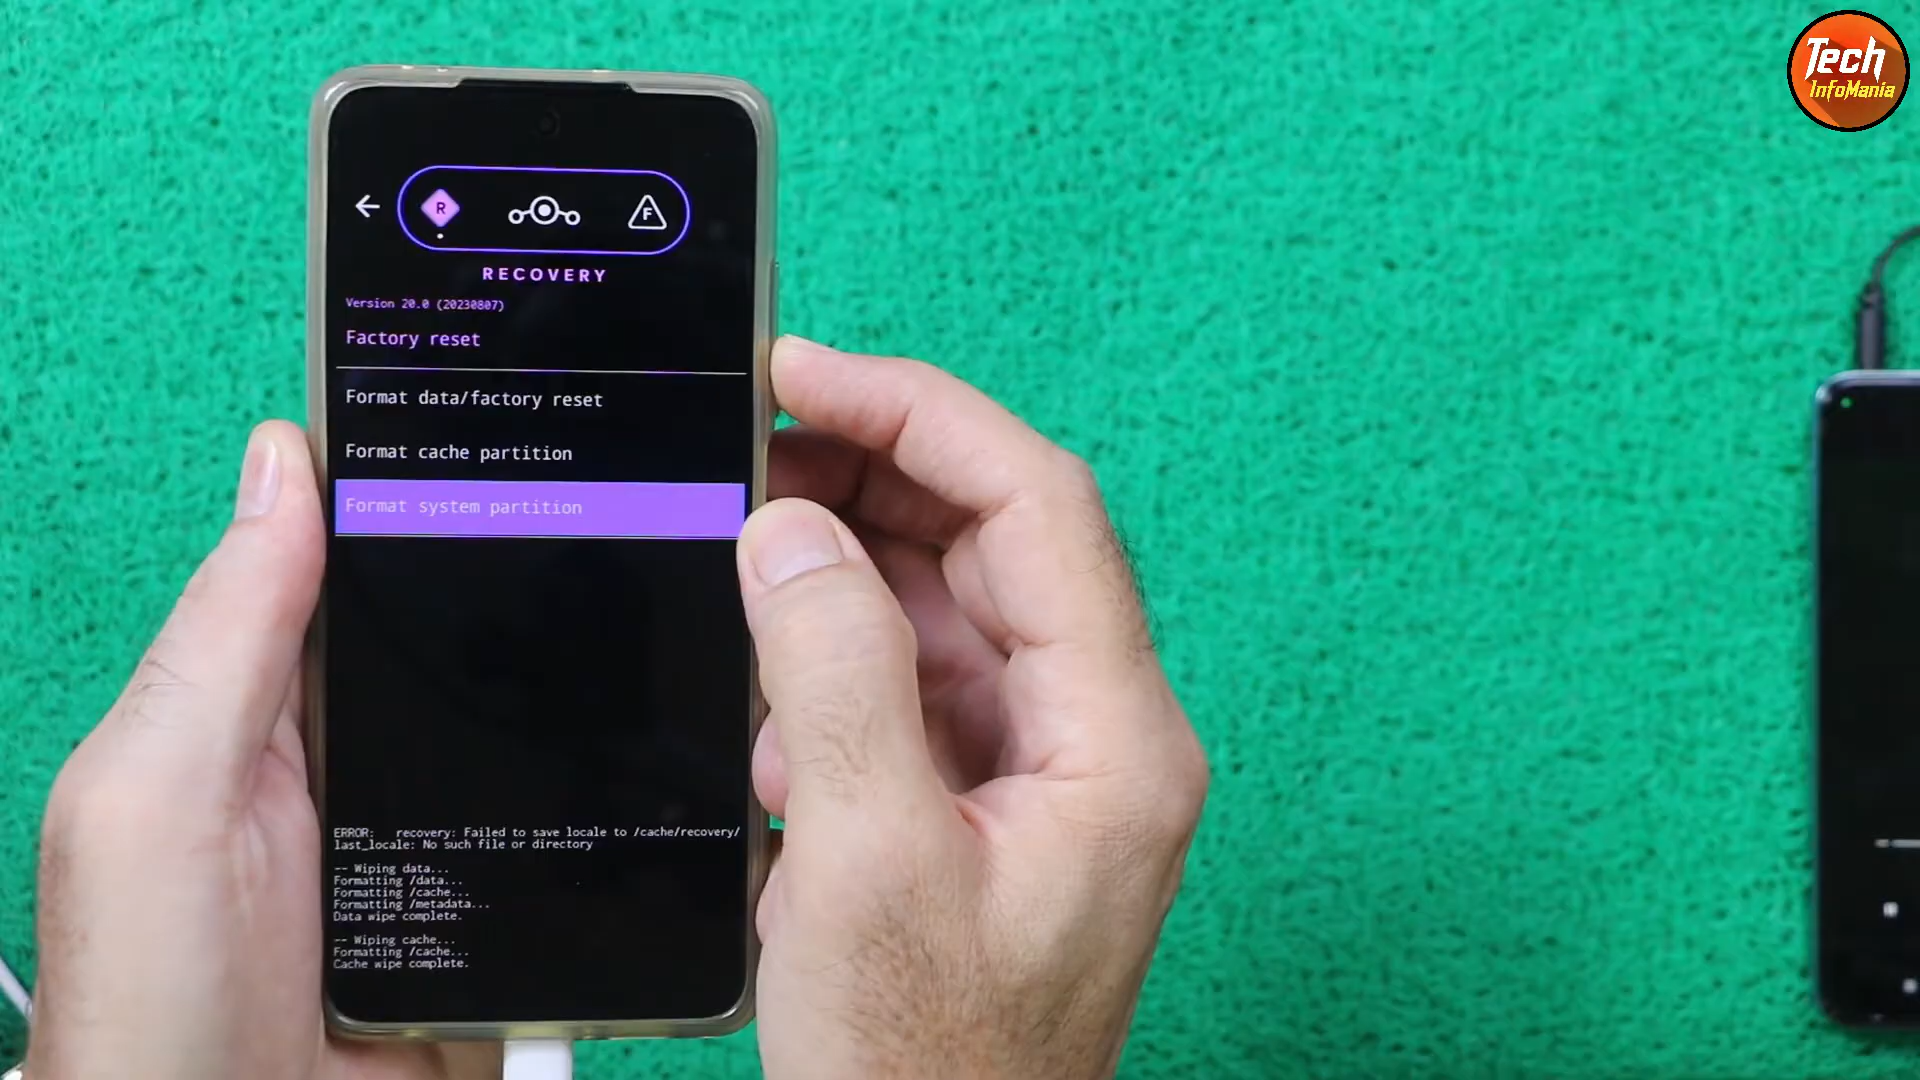 Tech
InfoMania
R
F
RECOVERY
Version 20.0 (20230807)
Factory reset
Format data/factory reset
Format cache partition
Format system partition
ERROR: recovery: Failed to save locale to /cache/recovery/
last_locale: No such file or directory
-- Wiping data...
Formatting /data...
Formatting /cache...
Formatting /metadata...
Data wipe complete.
-- Wiping cache...
Formatting /cache...
Cache wipe complete.